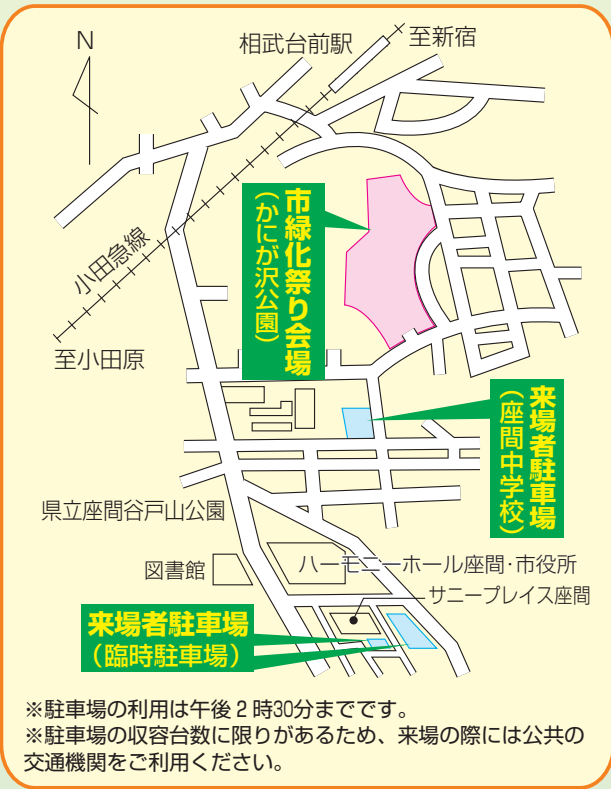 N
相武台前駅
至新宿
小田急線
至小田原
市緑化祭り会場
（かにが沢公園）
来場者駐車場
（座間中学校）
県立座間谷戸山公園
図書館
ハーモニーホール座間・市役所
サニープレイス座間
来場者駐車場
（臨時駐車場）
※駐車場の利用は午後２時30分までです。
※駐車場の収容台数に限りがあるため、来場の際には公共の
交通機関をご利用ください。